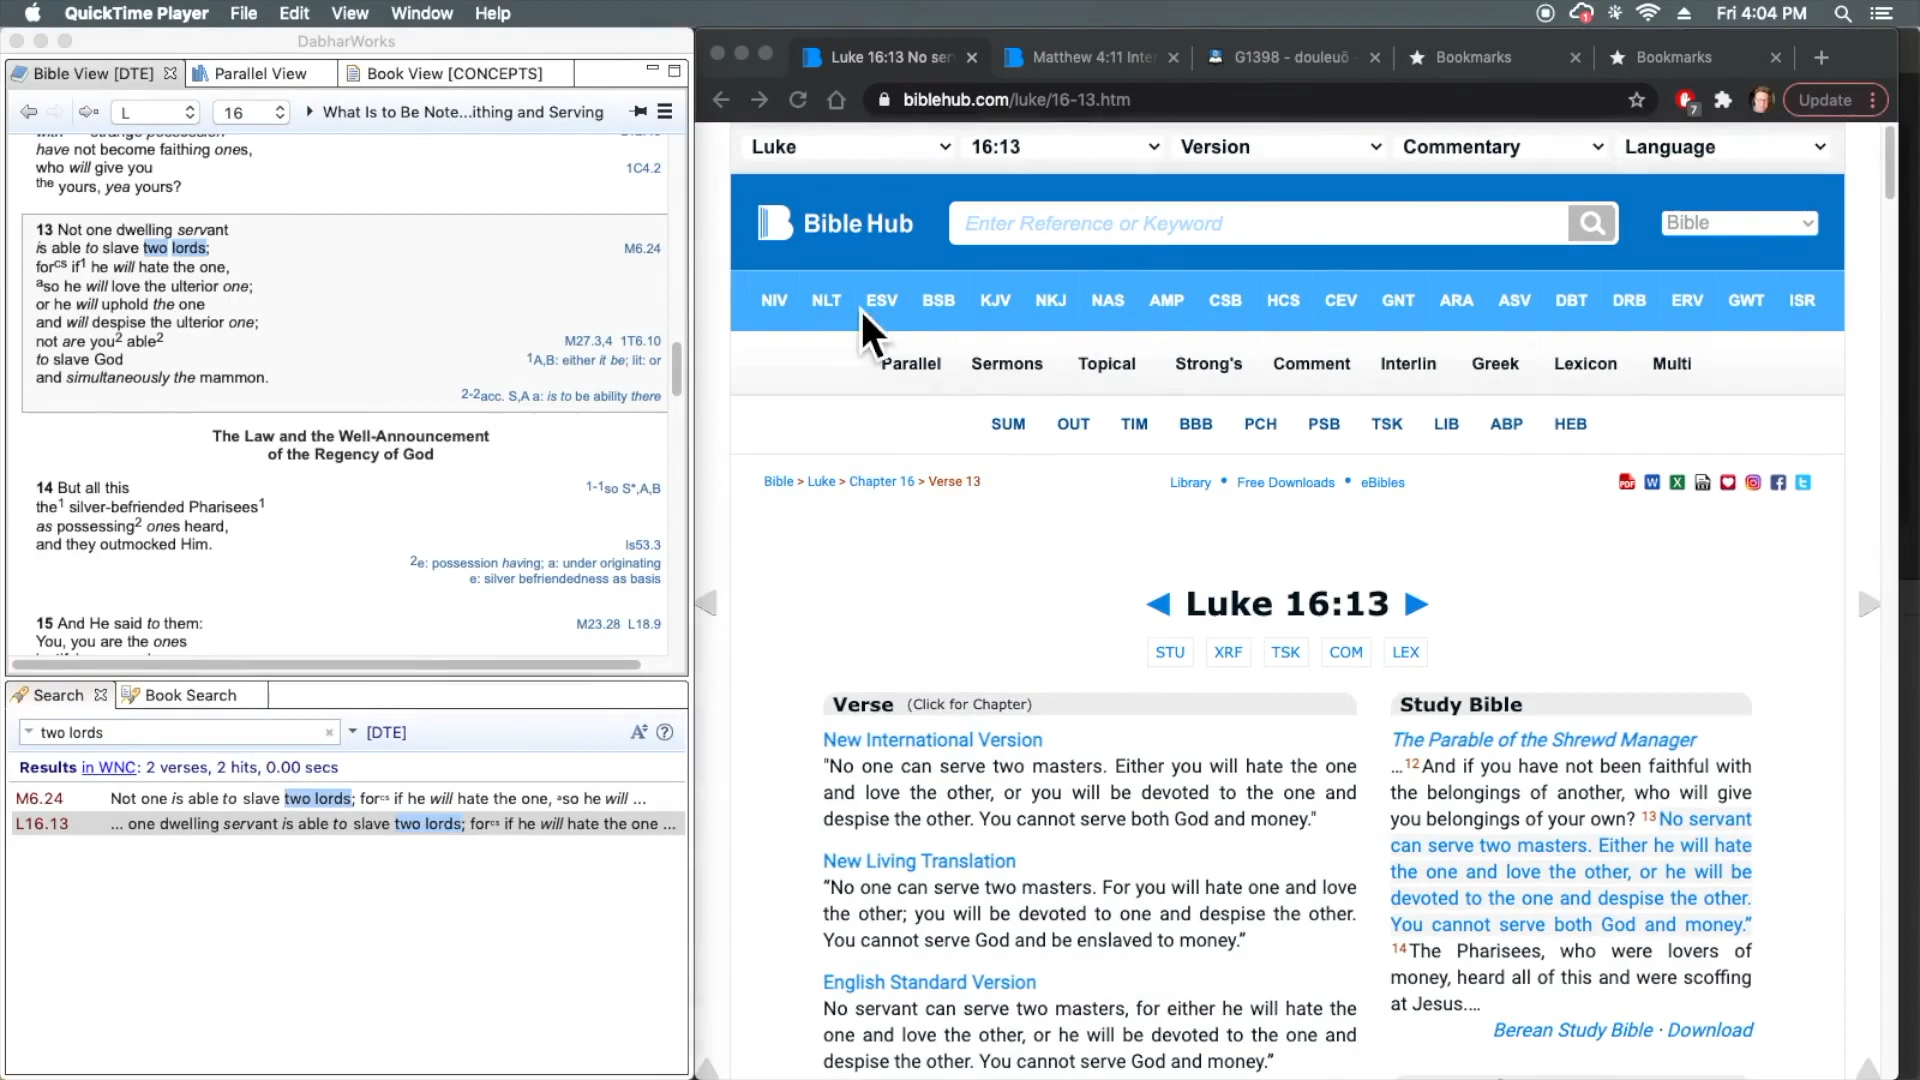 QuickTime Player File Edit View Window Help
1
Fri 4:04 PM
DabharWorks
Bible View [DTE] Parallel View Book View [CONCEPTS]
L 16 What Is to Be Note...ithing and Serving
have not become faithing ones,
who will give you 1C4.2
the yours, yea yours?
13 Not one dwelling servant
is able to slave two lords; M6.24
forcs if1 he will hate the one,
aso he will love the ulterior one;
or he will uphold the one
and will despise the ulterior one;
not are you2 able2 M27.3,4 1T6.10
to slave God 1A,B: either it be; lit: or
and simultaneously the mammon.
2-2acc. S,A a: is to be ability there
The Law and the Well-Announcement
of the Regency of God
14 But all this 1-1so S*,A,B
the1 silver-befriended Pharisees1
as possessing2 ones heard,
and they outmocked Him. Is53.3
2e: possession having; a: under originating
e: silver befriendedness as basis
15 And He said to them: M23.28 L18.9
You, you are the ones
Search Book Search
two lords [DTE]
Results in WNC: 2 verses, 2 hits, 0.00 secs
M6.24 Not one is able to slave two lords; forcs if he will hate the one, aso he will ...
L16.13 ... one dwelling servant is able to slave two lords; forcs if he will hate the one ...
Luke 16:13 No ser Matthew 4:11 Inte G1398 - douleuō Bookmarks Bookmarks
biblehub.com/luke/16-13.htm 7 Update
Luke 16:13 Version Commentary Language
Bible Hub Enter Reference or Keyword Bible
NIV NLT ESV BSB KJV NKJ NAS AMP CSB HCS CEV GNT ARA ASV DBT DRB ERV GWT ISR
Parallel Sermons Topical Strong's Comment Interlin Greek Lexicon Multi
SUM OUT TIM BBB PCH PSB TSK LIB ABP HEB
Bible > Luke > Chapter 16 > Verse 13 Library • Free Downloads • eBibles
◄ Luke 16:13 ►
STU XRF TSK COM LEX
Verse (Click for Chapter)
New International Version
"No one can serve two masters. Either you will hate the one
and love the other, or you will be devoted to the one and
despise the other. You cannot serve both God and money."
New Living Translation
“No one can serve two masters. For you will hate one and love
the other; you will be devoted to one and despise the other.
You cannot serve God and be enslaved to money.”
English Standard Version
No servant can serve two masters, for either he will hate the
one and love the other, or he will be devoted to the one and
despise the other. You cannot serve God and money.”
Study Bible
The Parable of the Shrewd Manager
…12And if you have not been faithful with
the belongings of another, who will give
you belongings of your own? 13No servant
can serve two masters. Either he will hate
the one and love the other, or he will be
devoted to the one and despise the other.
You cannot serve both God and money.”
14The Pharisees, who were lovers of
money, heard all of this and were scoffing
at Jesus.…
Berean Study Bible · Download